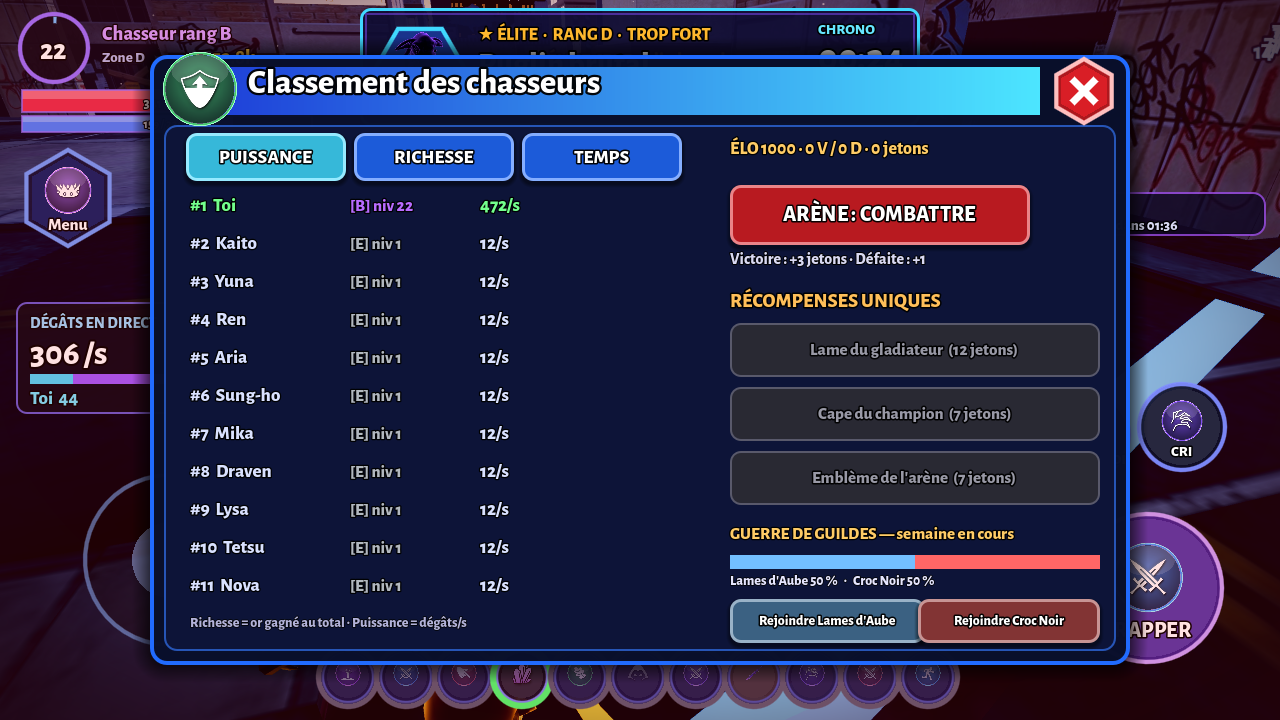 22
Chasseur rang B
Zone D
★ ÉLITE · RANG D · TROP FORT
CHRONO
Classement des chasseurs
PUISSANCE
RICHESSE
TEMPS
#1 Toi [B] niv 22 472/s
#2 Kaito [E] niv 1 12/s
#3 Yuna [E] niv 1 12/s
#4 Ren [E] niv 1 12/s
#5 Aria [E] niv 1 12/s
#6 Sung-ho [E] niv 1 12/s
#7 Mika [E] niv 1 12/s
#8 Draven [E] niv 1 12/s
#9 Lysa [E] niv 1 12/s
#10 Tetsu [E] niv 1 12/s
#11 Nova [E] niv 1 12/s
Richesse = or gagné au total · Puissance = dégâts/s
ÉLO 1000 · 0 V / 0 D · 0 jetons
ARÈNE : COMBATTRE
Victoire : +3 jetons · Défaite : +1
RÉCOMPENSES UNIQUES
Lame du gladiateur (12 jetons)
Cape du champion (7 jetons)
Emblème de l'arène (7 jetons)
GUERRE DE GUILDES — semaine en cours
Lames d'Aube 50 % · Croc Noir 50 %
Rejoindre Lames d'Aube
Rejoindre Croc Noir
Menu
DÉGÂTS EN DIRECT
306 /s
Toi 44
01:36
CRI
APPER